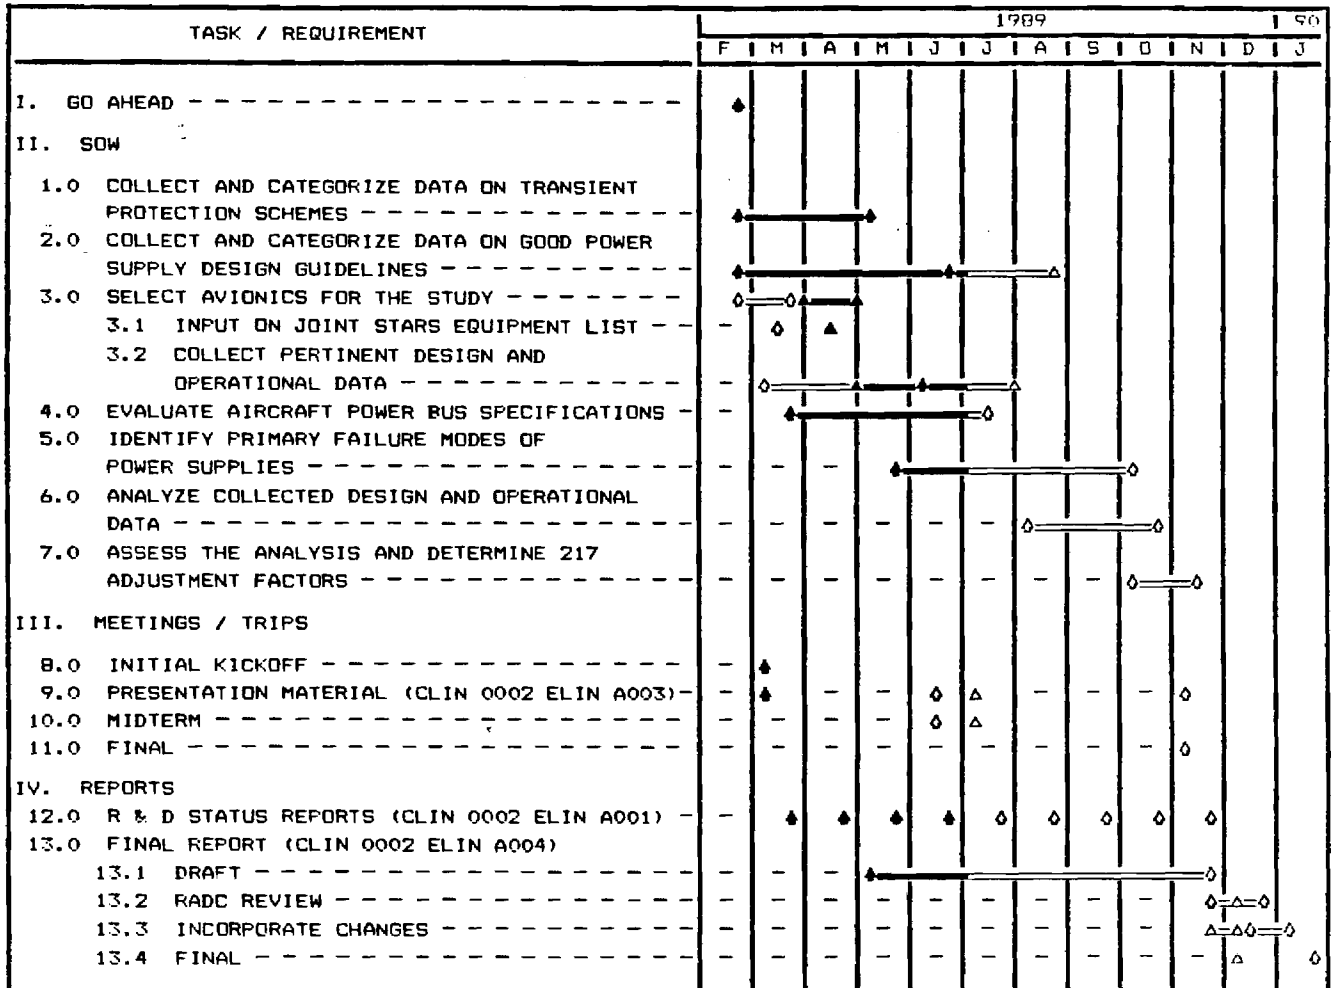 1989 90
TASK / REQUIREMENT
F M A M J J A S O N D J
I. GO AHEAD
II. SOW
1.0 COLLECT AND CATEGORIZE DATA ON TRANSIENT
PROTECTION SCHEMES
2.0 COLLECT AND CATEGORIZE DATA ON GOOD POWER
SUPPLY DESIGN GUIDELINES
3.0 SELECT AVIONICS FOR THE STUDY
3.1 INPUT ON JOINT STARS EQUIPMENT LIST
3.2 COLLECT PERTINENT DESIGN AND
OPERATIONAL DATA
4.0 EVALUATE AIRCRAFT POWER BUS SPECIFICATIONS
5.0 IDENTIFY PRIMARY FAILURE MODES OF
POWER SUPPLIES
6.0 ANALYZE COLLECTED DESIGN AND OPERATIONAL
DATA
7.0 ASSESS THE ANALYSIS AND DETERMINE 217
ADJUSTMENT FACTORS
III. MEETINGS / TRIPS
8.0 INITIAL KICKOFF
9.0 PRESENTATION MATERIAL (CLIN 0002 ELIN A003)
10.0 MIDTERM
11.0 FINAL
IV. REPORTS
12.0 R & D STATUS REPORTS (CLIN 0002 ELIN A001)
13.0 FINAL REPORT (CLIN 0002 ELIN A004)
13.1 DRAFT
13.2 RADC REVIEW
13.3 INCORPORATE CHANGES
13.4 FINAL